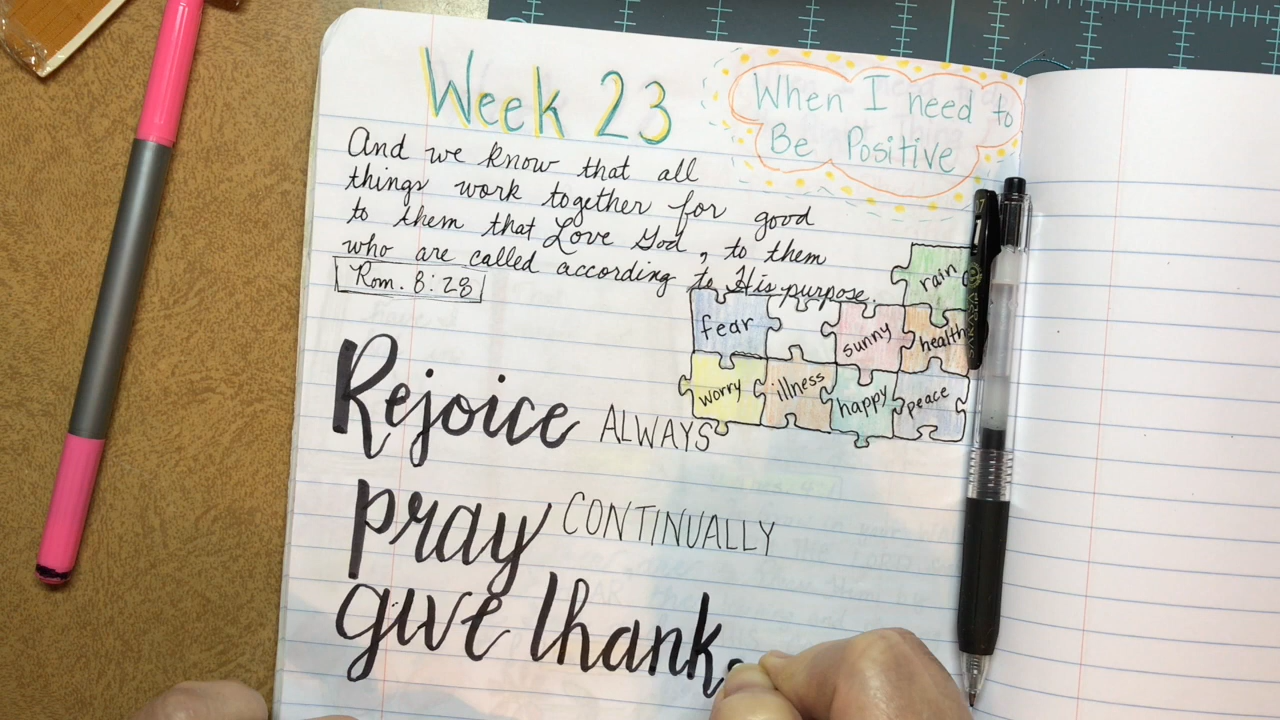 Week 23
When I need to
Be Positive
And we know that all
things work together for good
to them that Love God, to them
who are called according to His purpose.
Rom. 8:28
rain
fear
sunny
health
worry
illness
happy
peace
Rejoice ALWAYS
pray CONTINUALLY
give thank